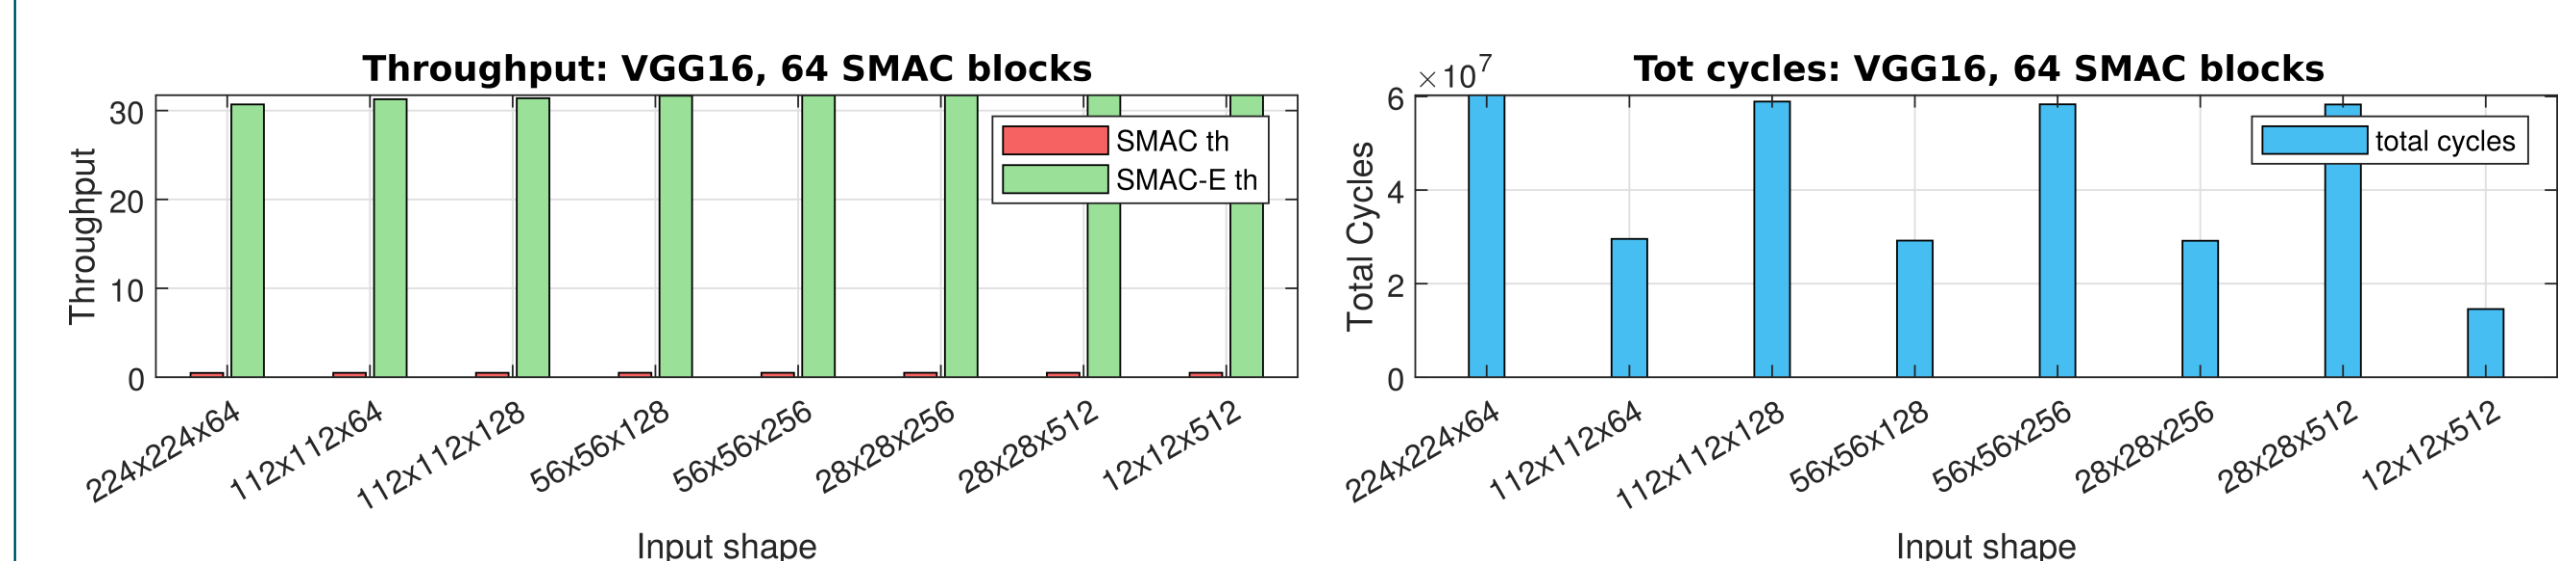 Throughput: VGG16, 64 SMAC blocks
Throughput
30
20
10
0
SMAC th
SMAC-E th
224x224x64
112x112x64
112x112x128
56x56x128
56x56x256
28x28x256
28x28x512
12x12x512
Input shape
Tot cycles: VGG16, 64 SMAC blocks
×10⁷
Total Cycles
6
4
2
0
total cycles
224x224x64
112x112x64
112x112x128
56x56x128
56x56x256
28x28x256
28x28x512
12x12x512
Input shape